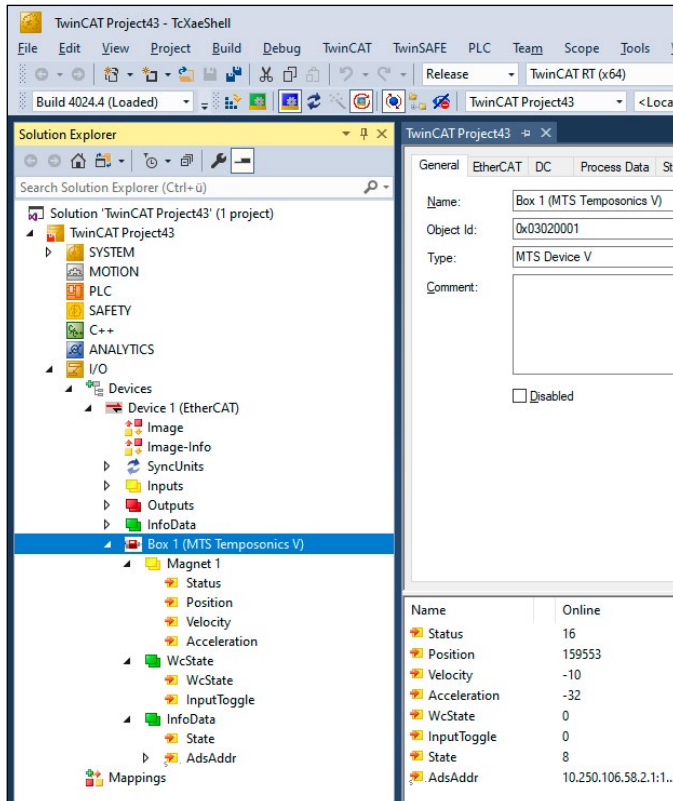 TwinCAT Project43 - TcXaeShell
File Edit View Project Build Debug TwinCAT TwinSAFE PLC Team Scope Tools
Release TwinCAT RT (x64)
Build 4024.4 (Loaded) TwinCAT Project43 <Loca
Solution Explorer
Search Solution Explorer (Ctrl+ü)
Solution 'TwinCAT Project43' (1 project)
TwinCAT Project43
SYSTEM
MOTION
PLC
SAFETY
C++
ANALYTICS
I/O
Devices
Device 1 (EtherCAT)
Image
Image-Info
SyncUnits
Inputs
Outputs
InfoData
Box 1 (MTS Temposonics V)
Magnet 1
Status
Position
Velocity
Acceleration
WcState
WcState
InputToggle
InfoData
State
AdsAddr
Mappings
TwinCAT Project43
General EtherCAT DC Process Data St
Name: Box 1 (MTS Temposonics V)
Object Id: 0x03020001
Type: MTS Device V
Comment:
Disabled
Name Online
Status 16
Position 159553
Velocity -10
Acceleration -32
WcState 0
InputToggle 0
State 8
AdsAddr 10.250.106.58.2.1:1...